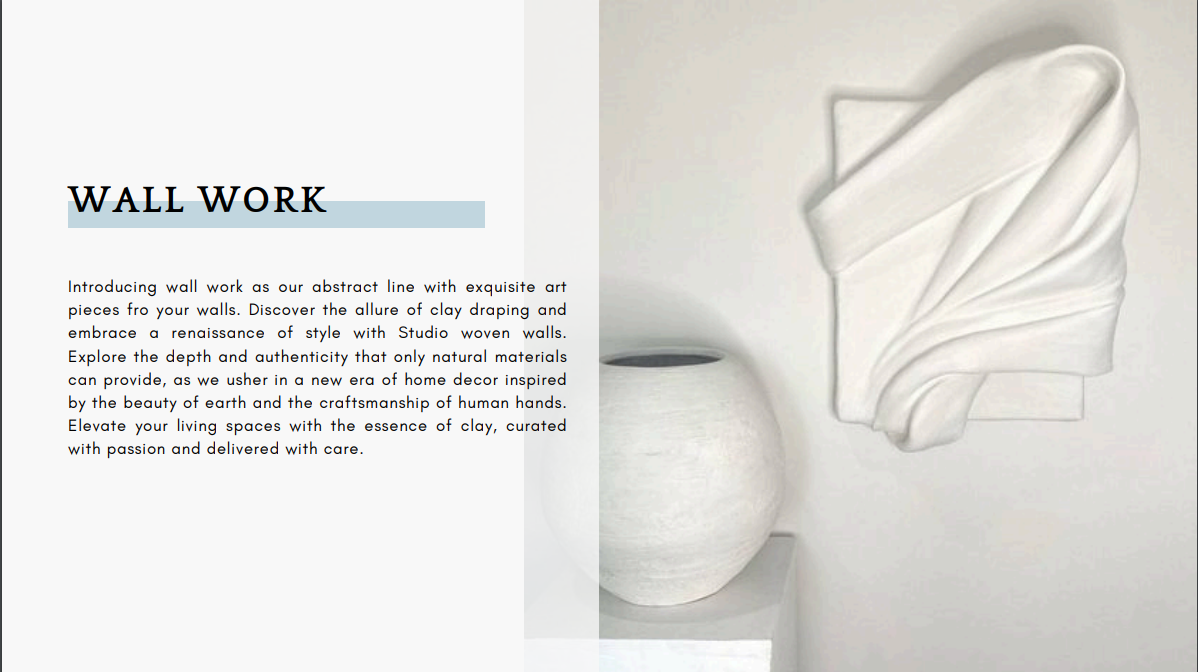 WALL WORK
Introducing wall work as our abstract line with exquisite art
pieces fro your walls. Discover the allure of clay draping and
embrace a renaissance of style with Studio woven walls.
Explore the depth and authenticity that only natural materials
can provide, as we usher in a new era of home decor inspired
by the beauty of earth and the craftsmanship of human hands.
Elevate your living spaces with the essence of clay, curated
with passion and delivered with care.